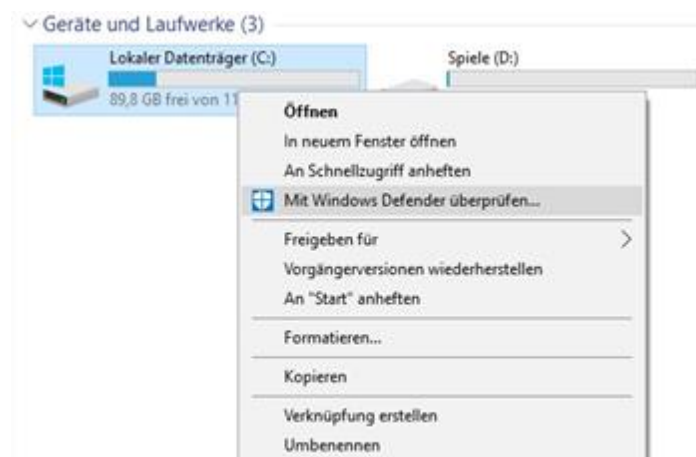 Geräte und Laufwerke (3)
Lokaler Datenträger (C:)
Spiele (D:)
89,8 GB frei von 11
Öffnen
In neuem Fenster öffnen
An Schnellzugriff anheften
Mit Windows Defender überprüfen...
Freigeben für
Vorgängerversionen wiederherstellen
An "Start" anheften
Formatieren...
Kopieren
Verknüpfung erstellen
Umbenennen